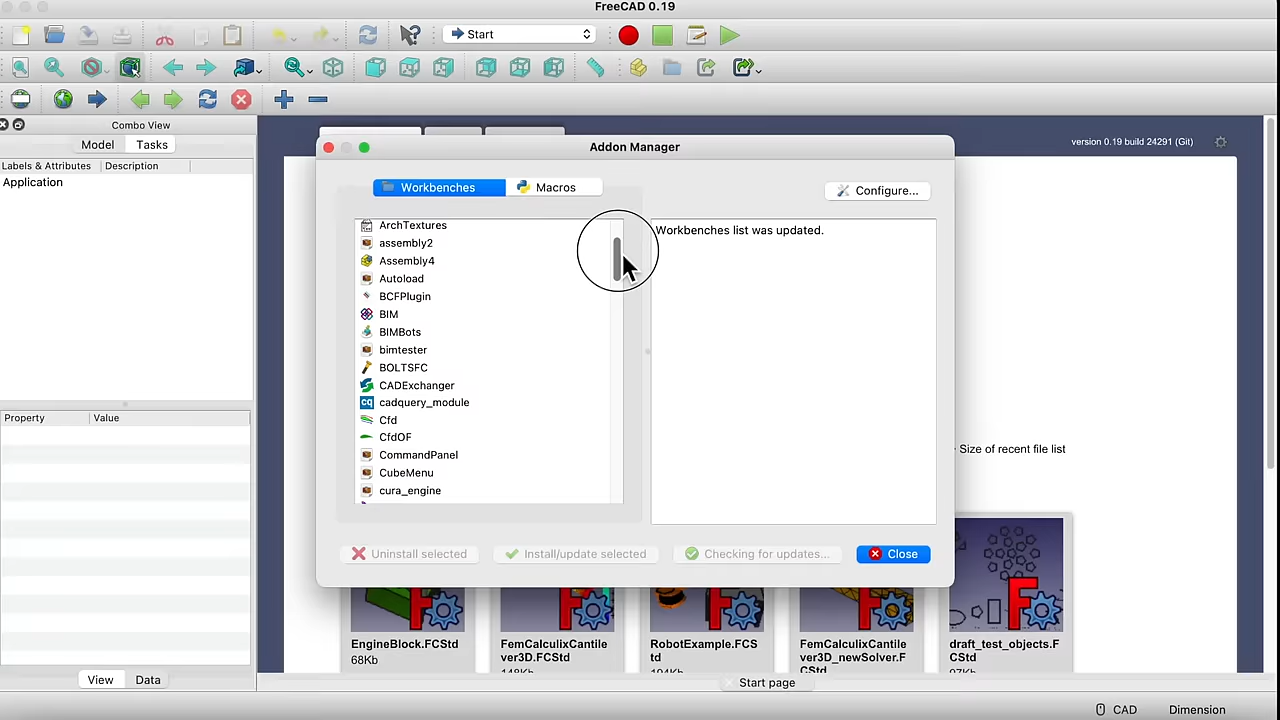 FreeCAD 0.19
Start
Combo View
Model
Tasks
Labels & Attributes
Description
Application
Property
Value
View
Data
version 0.19 build 24291 (Git)
Addon Manager
Workbenches
Macros
Configure...
ArchTextures
assembly2
Assembly4
Autoload
BCFPlugin
BIM
BIMBots
bimtester
BOLTSFC
CADExchanger
cadquery_module
Cfd
CfdOF
CommandPanel
CubeMenu
cura_engine
Workbenches list was updated.
Uninstall selected
Install/update selected
Checking for updates...
Close
Size of recent file list
EngineBlock.FCStd
68Kb
FemCalculixCantile
ver3D.FCStd
RobotExample.FCS
td
FemCalculixCantile
ver3D_newSolver.F
CStd
draft_test_objects.F
CStd
Start page
CAD
Dimension